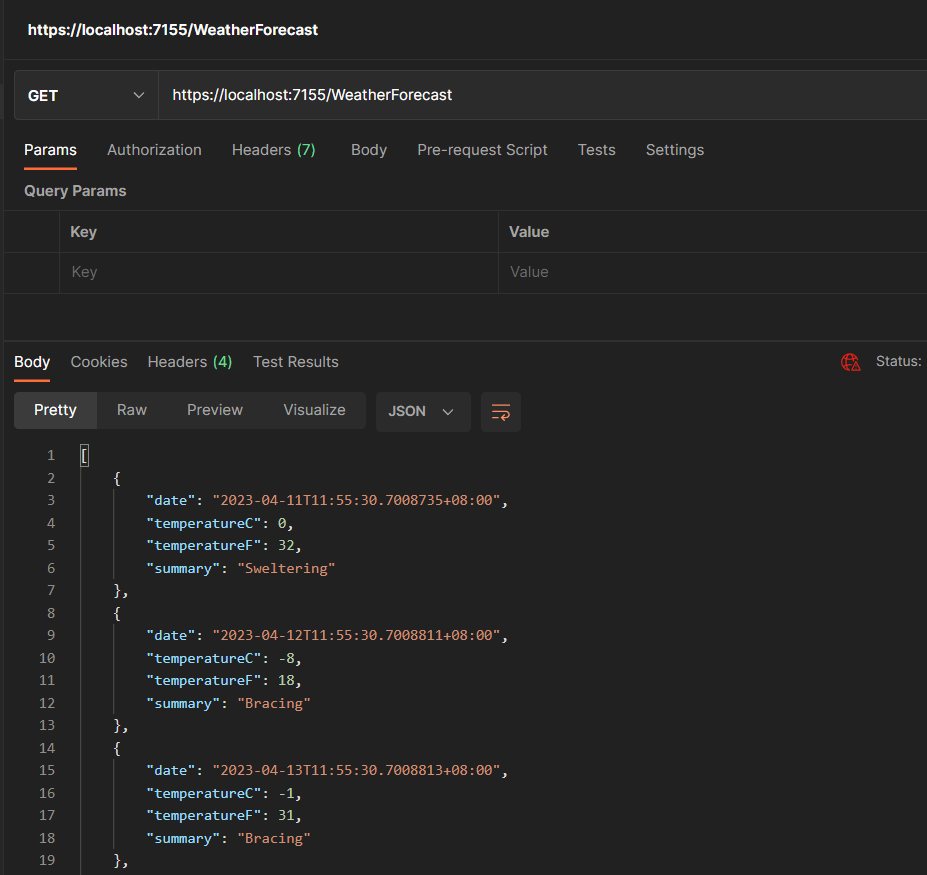 https://localhost:7155/WeatherForecast
GET https://localhost:7155/WeatherForecast
Params Authorization Headers (7) Body Pre-request Script Tests Settings
Query Params
Key Value
Key Value
Body Cookies Headers (4) Test Results Status:
Pretty Raw Preview Visualize JSON
1 [
2 {
3 "date": "2023-04-11T11:55:30.7008735+08:00",
4 "temperatureC": 0,
5 "temperatureF": 32,
6 "summary": "Sweltering"
7 },
8 {
9 "date": "2023-04-12T11:55:30.7008811+08:00",
10 "temperatureC": -8,
11 "temperatureF": 18,
12 "summary": "Bracing"
13 },
14 {
15 "date": "2023-04-13T11:55:30.7008813+08:00",
16 "temperatureC": -1,
17 "temperatureF": 31,
18 "summary": "Bracing"
19 },